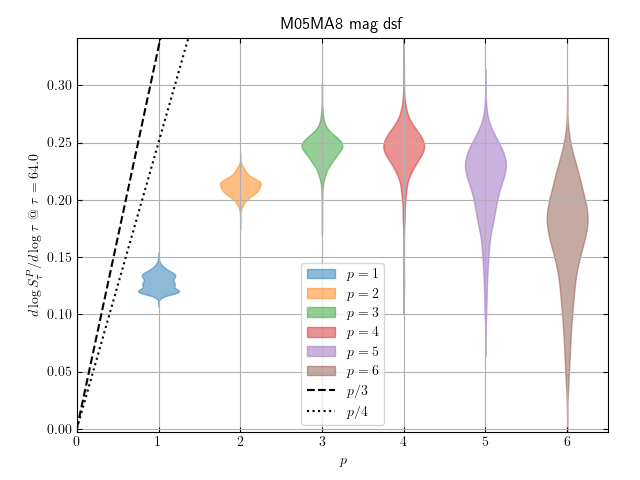 M05MA8 mag dsf
d log S_τ^P / d log τ @ τ = 64.0
0.30
0.25
0.20
0.15
0.10
0.05
0.00
p = 1
p = 2
p = 3
p = 4
p = 5
p = 6
p/3
p/4
0 1 2 3 4 5 6
p